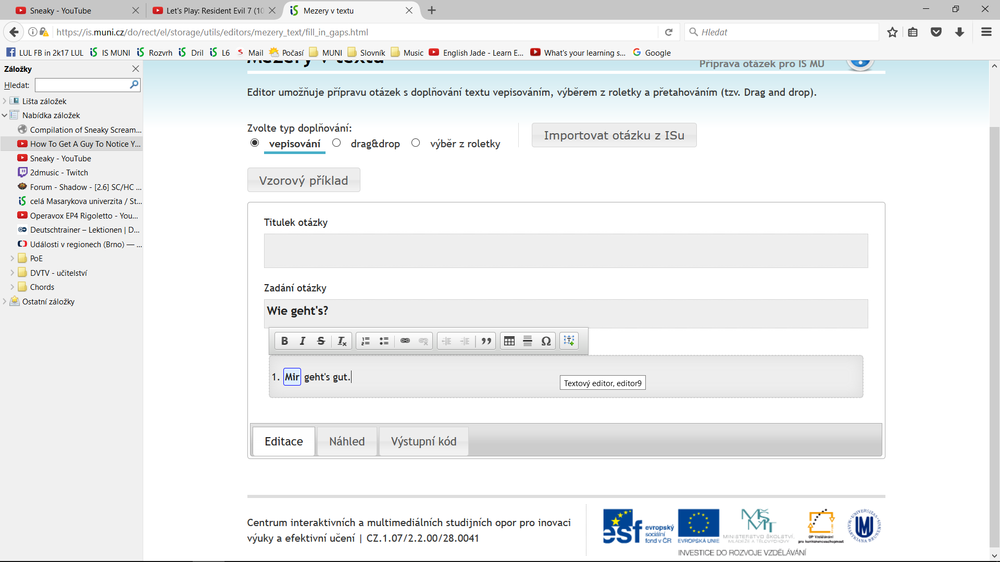 Sneaky - YouTube
Let's Play: Resident Evil 7 (10
Mezery v textu
https://is.muni.cz/do/rect/el/storage/utils/editors/mezery_text/fill_in_gaps.html
Hledat
LUL FB in 2k17 LUL
IS MUNI
Rozvrh
Dril
L6
Mail
Počasí
MUNI
Slovník
Music
English Jade - Learn E...
What's your learning s...
Google
Záložky
Hledat:
Lišta záložek
Nabídka záložek
Compilation of Sneaky Scream...
How To Get A Guy To Notice Y...
Sneaky - YouTube
2dmusic - Twitch
Forum - Shadow - [2.6] SC/HC ...
celá Masarykova univerzita / St...
Operavox EP4 Rigoletto - You...
Deutschtrainer – Lektionen | D...
Události v regionech (Brno) — ...
PoE
DVTV - učitelství
Chords
Ostatní záložky
Mezery v textu
Příprava otázek pro IS MU
Editor umožňuje přípravu otázek s doplňování textu vepisováním, výběrem z roletky a přetahováním (tzv. Drag and drop).
Zvolte typ doplňování:
vepisování
drag&drop
výběr z roletky
Importovat otázku z ISu
Vzorový příklad
Titulek otázky
Zadání otázky
Wie geht's?
1. Mir geht's gut.
Textový editor, editor9
Editace
Náhled
Výstupní kód
Centrum interaktivních a multimediálních studijních opor pro inovaci
výuky a efektivní učení | CZ.1.07/2.2.00/28.0041
esf
evropský
sociální
fond v ČR
EVROPSKÁ UNIE
MINISTERSTVO ŠKOLSTVÍ,
MLÁDEŽE A TĚLOVÝCHOVY
OP Vzdělávání
pro konkurenceschopnost
UNIVERSITAS
MASARYKIANA BRUNENSIS
INVESTICE DO ROZVOJE VZDĚLÁVÁNÍ